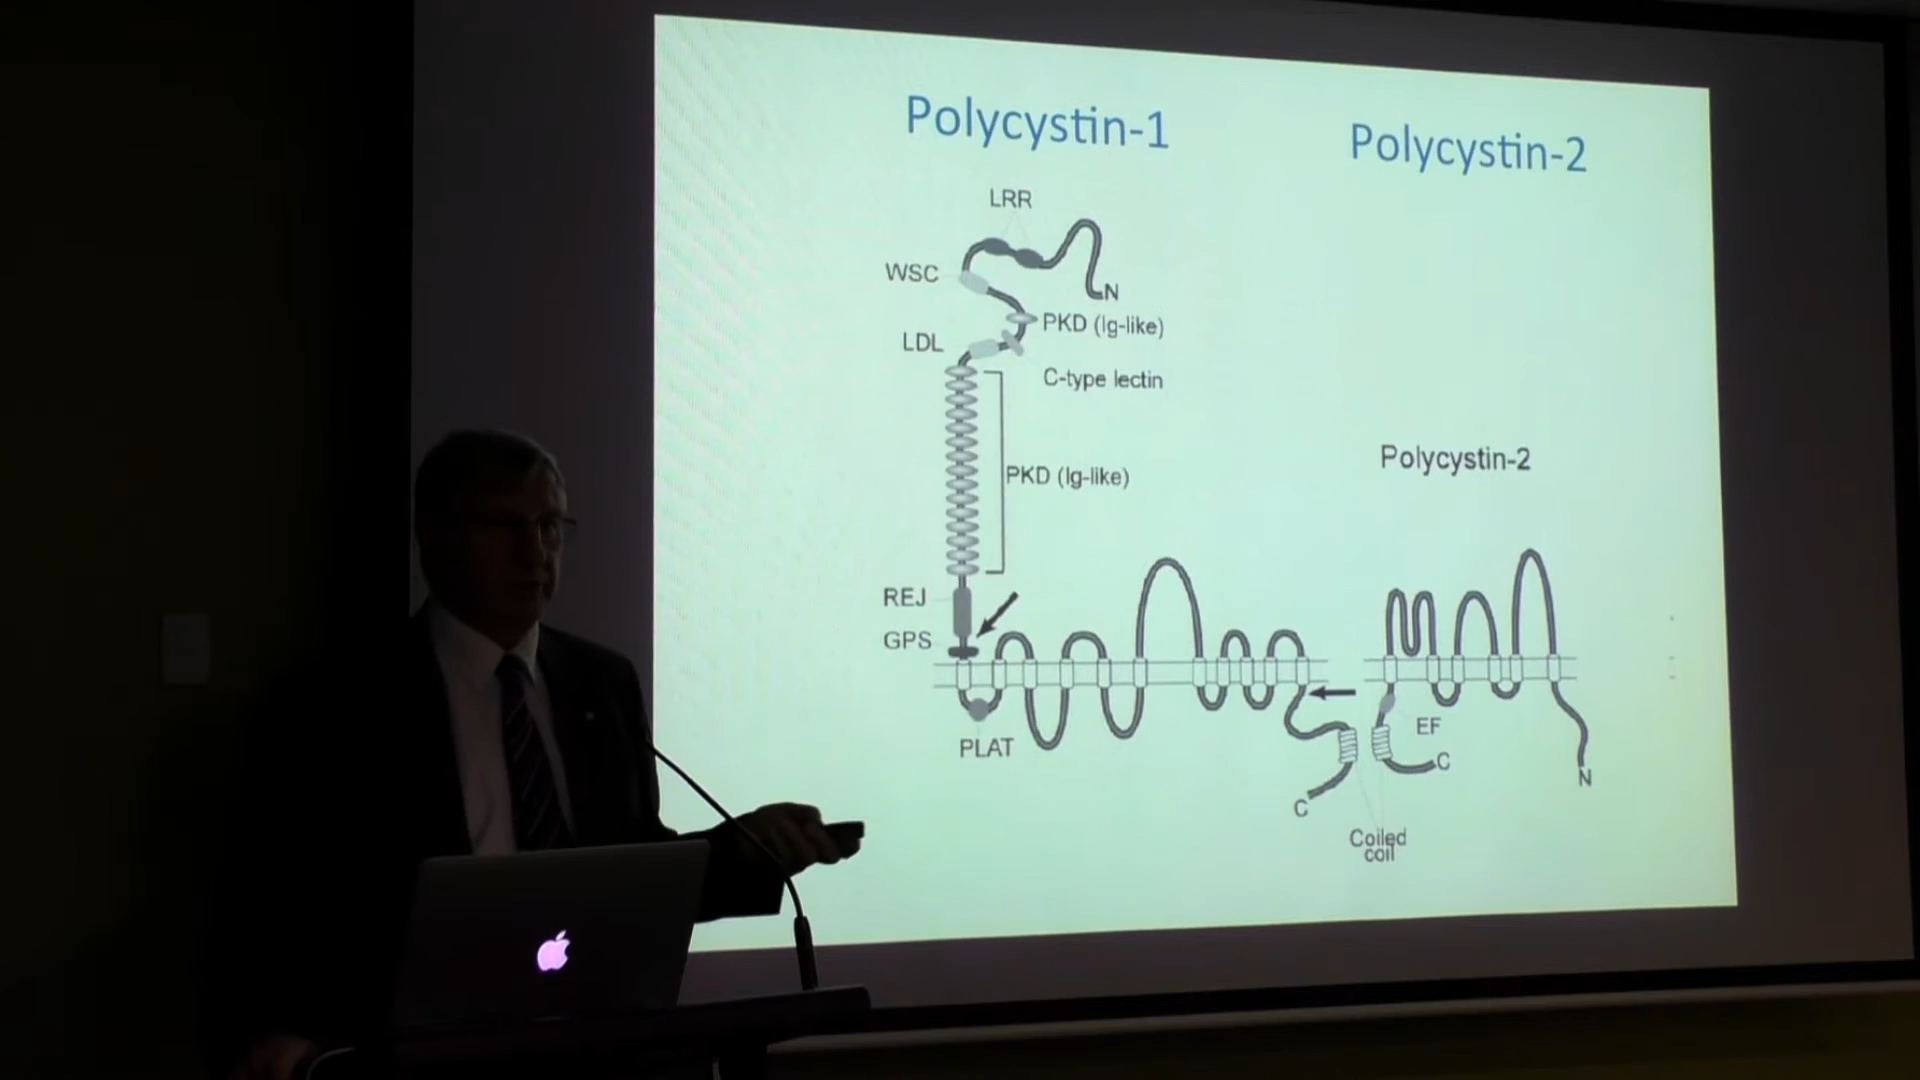 Polycystin-1
Polycystin-2
LRR
WSC
N
PKD (Ig-like)
LDL
C-type lectin
PKD (Ig-like)
Polycystin-2
REJ
GPS
PLAT
EF
C
N
C
Coiled
coil